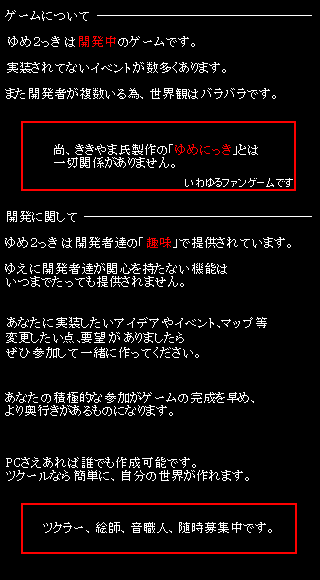 ゲームについて
ゆめ2っき は 開発中のゲームです。
実装されてないイベントが数多くあります。
また開発者が複数いる為、世界観はバラバラです。
尚、ききやま氏製作の「ゆめにっき」とは
一切関係がありません。
いわゆるファンゲームです
開発に関して
ゆめ2っき は開発者達の「 趣味 」で提供されています。
ゆえに開発者達が関心を持たない機能は
いつまでたっても提供されません。
あなたに実装したいアイデアやイベント、マップ等
変更したい点、要望がありましたら
ぜひ参加して一緒に作ってください。
あなたの積極的な参加がゲームの完成を早め、
より奥行きがあるものになります。
PCさえあれば誰でも作成可能です。
ツクールなら簡単に、自分の世界が作れます。
ツクラー、絵師、音職人、随時募集中です。